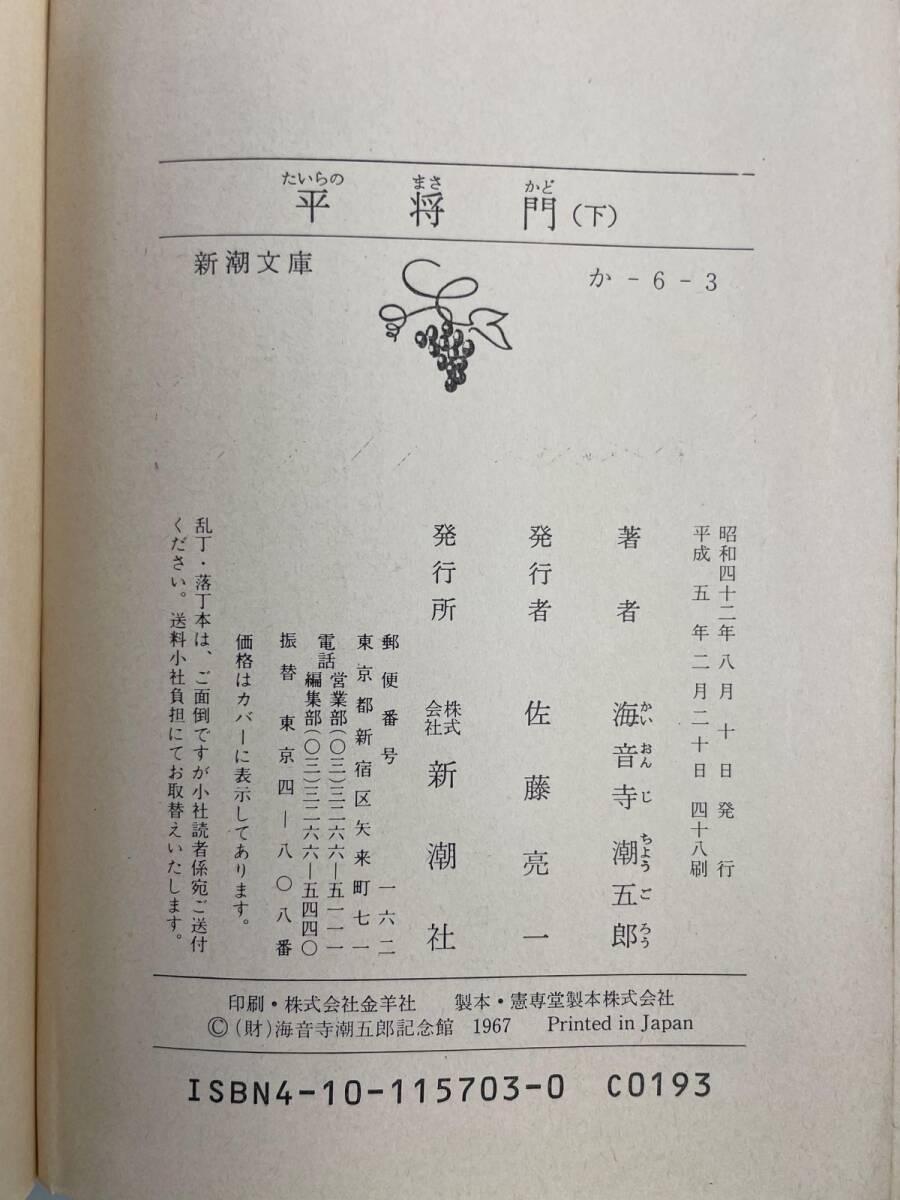 たいらの まさ かど
平将門(下)
新潮文庫
か-6-3
昭和四十二年八月十日発行
平成五年二月二十日四十八刷
著者 海音寺潮五郎
かい おん じ ちよう ご ろう
発行者 佐藤亮一
発行所 株式会社 新潮社
郵便番号 一六二
東京都新宿区矢来町七一
電話 営業部(〇三)三二六六―五一一一
編集部(〇三)三二六六―五四四〇
振替 東京四―八〇八番
価格はカバーに表示してあります。
乱丁・落丁本は、ご面倒ですが小社読者係宛ご送付
ください。送料小社負担にてお取替えいたします。
印刷・株式会社金羊社 製本・憲専堂製本株式会社
©(財)海音寺潮五郎記念館 1967 Printed in Japan
ISBN4-10-115703-0 C0193